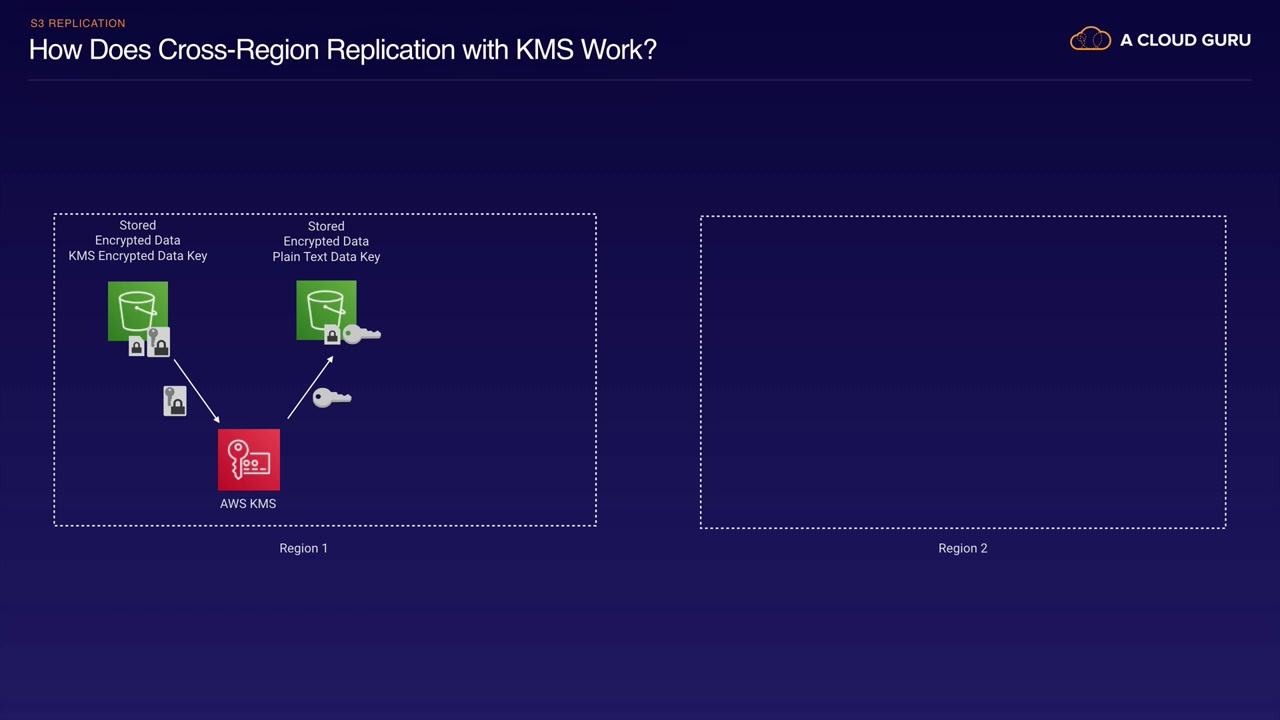 S3 REPLICATION
How Does Cross-Region Replication with KMS Work?
A CLOUD GURU
Stored
Encrypted Data
KMS Encrypted Data Key
Stored
Encrypted Data
Plain Text Data Key
AWS KMS
Region 1
Region 2